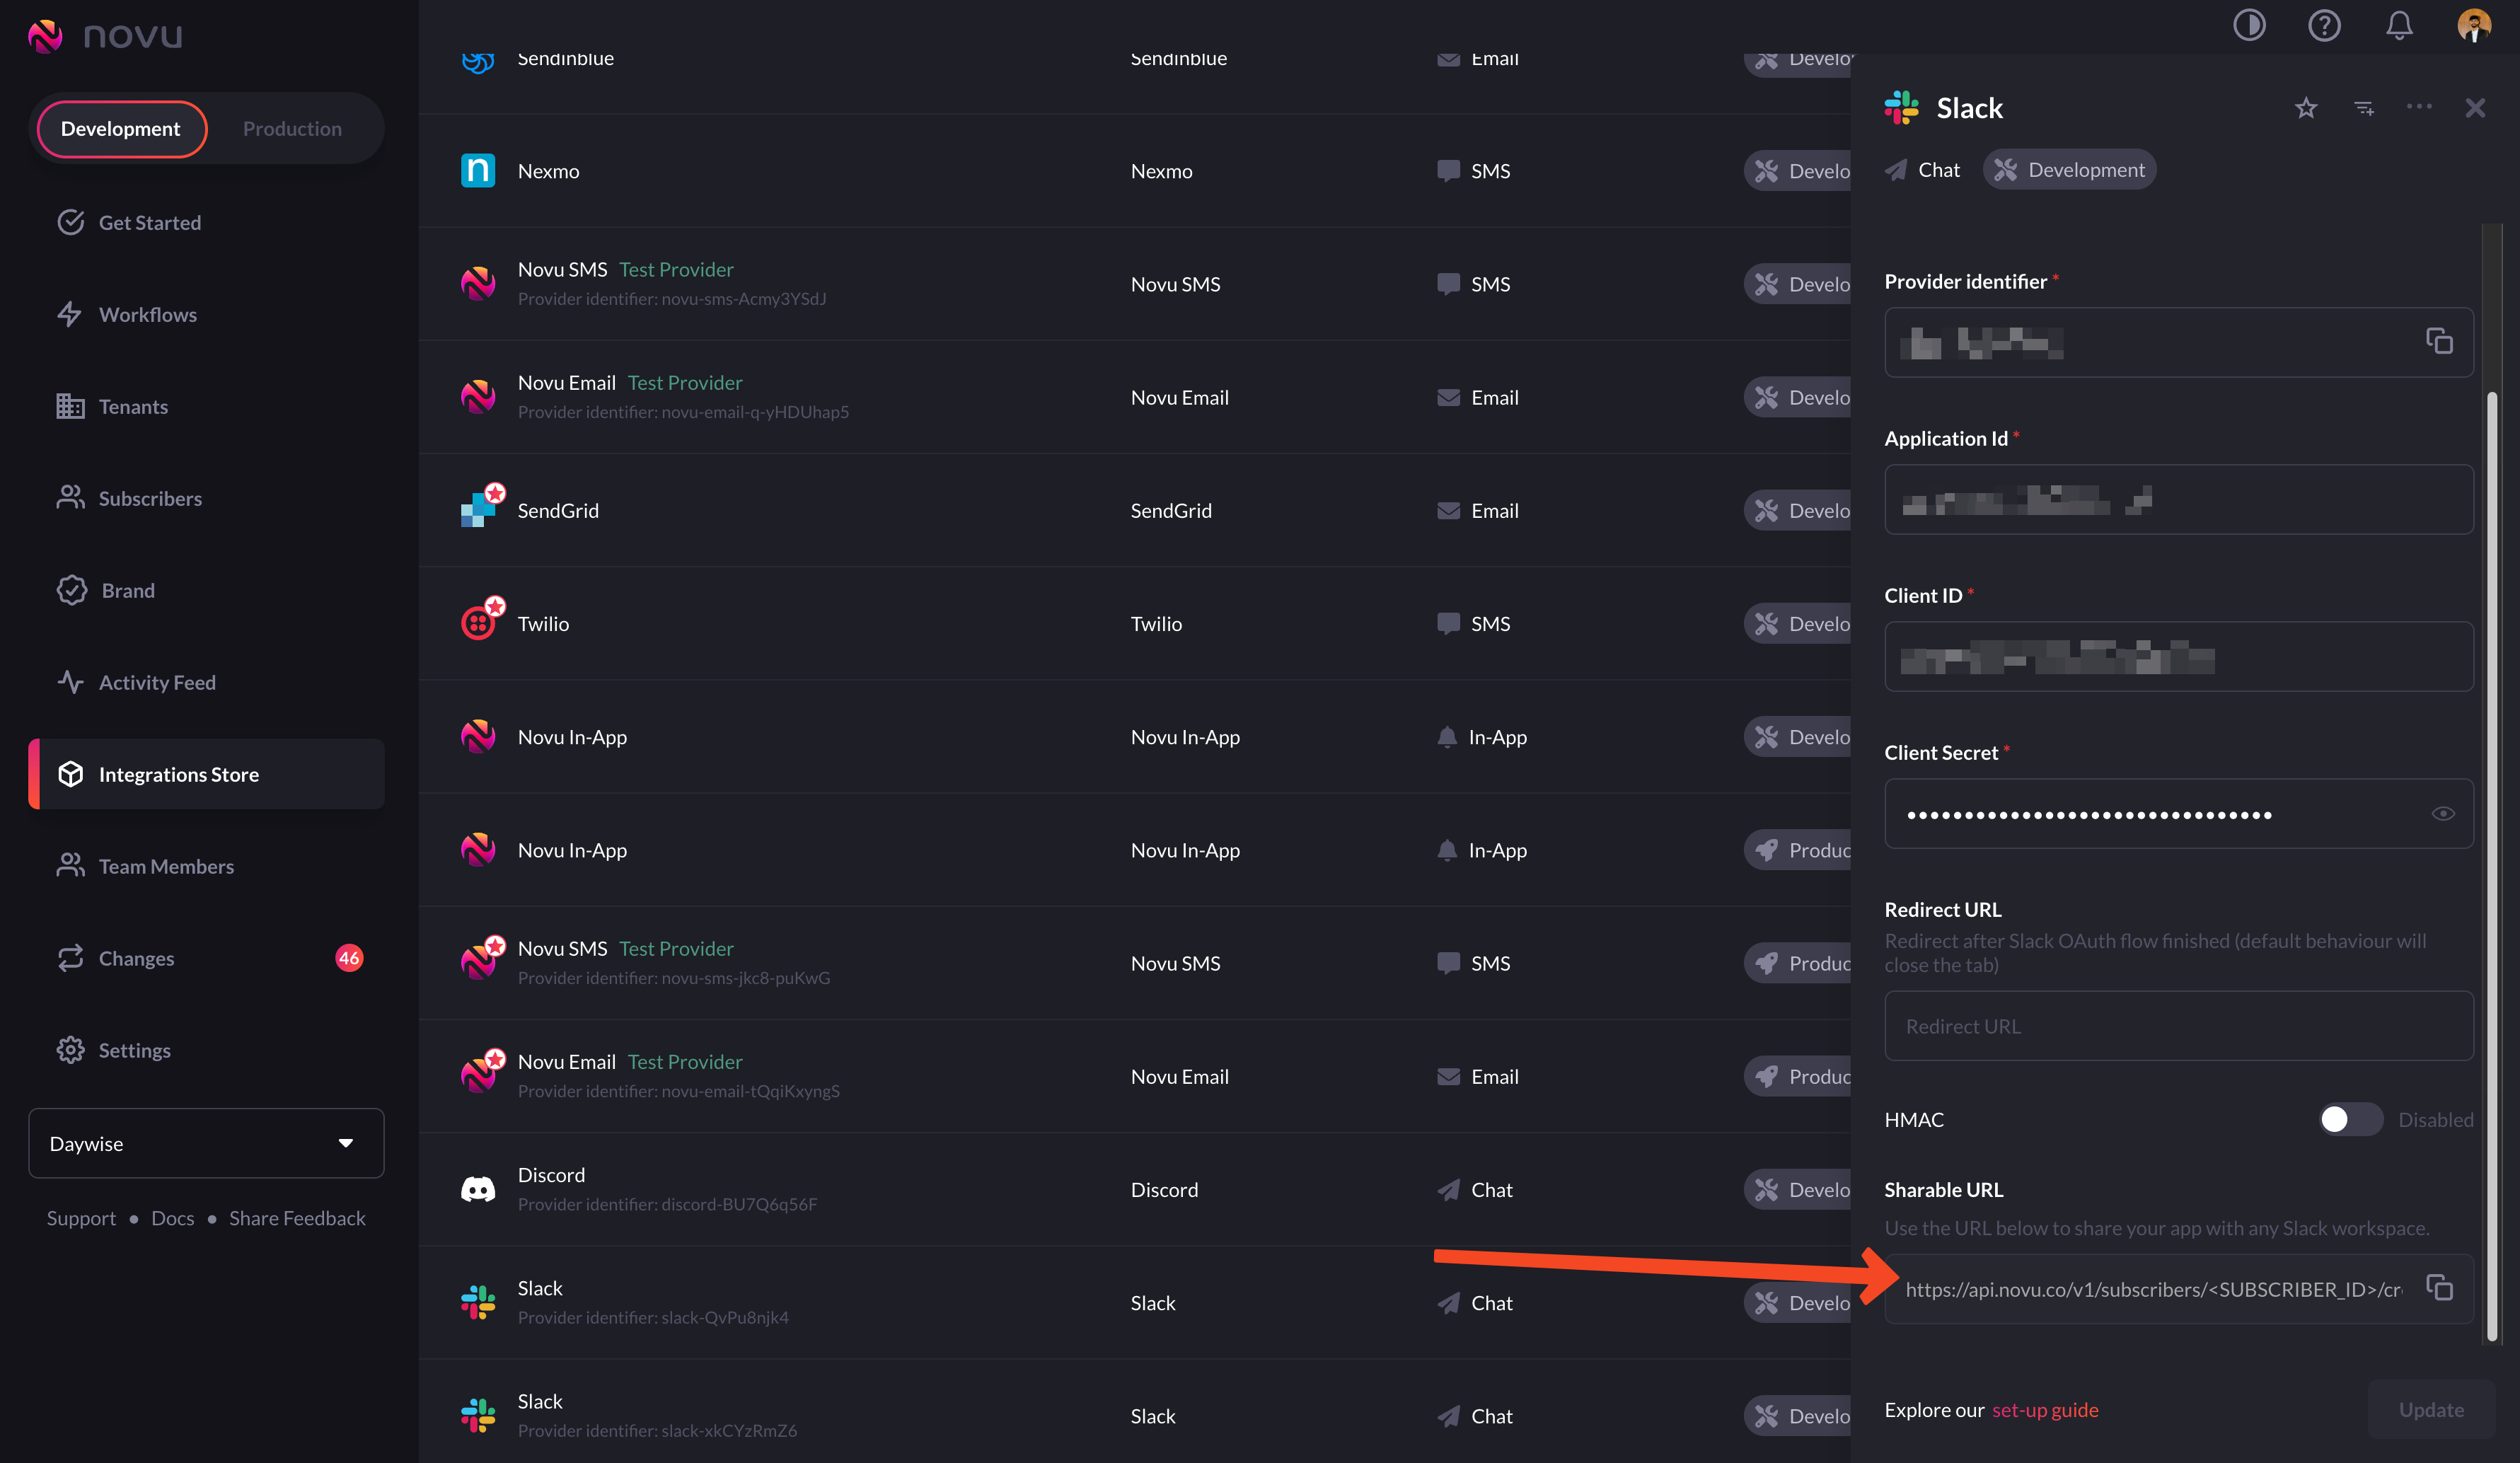 novu
Development
Production
Get Started
Workflows
Tenants
Subscribers
Brand
Activity Feed
Integrations Store
Team Members
Changes
46
Settings
Daywise
Support • Docs • Share Feedback
Sendinblue Sendinblue Email Develo
Nexmo Nexmo SMS Develo
Novu SMS Test Provider
Provider identifier: novu-sms-Acmy3YSdJ
Novu SMS SMS Develo
Novu Email Test Provider
Provider identifier: novu-email-q-yHDUhap5
Novu Email Email Develo
SendGrid SendGrid Email Develo
Twilio Twilio SMS Develo
Novu In-App Novu In-App In-App Develo
Novu In-App Novu In-App In-App Produc
Novu SMS Test Provider
Provider identifier: novu-sms-jkc8-puKwG
Novu SMS SMS Produc
Novu Email Test Provider
Provider identifier: novu-email-tQqiKxyngS
Novu Email Email Produc
Discord
Provider identifier: discord-BU7Q6q56F
Discord Chat Develo
Slack
Provider identifier: slack-QvPu8njk4
Slack Chat Develo
Slack
Provider identifier: slack-xkCYzRmZ6
Slack Chat Develo
Slack
Chat Development
Provider identifier *
Application Id *
Client ID *
Client Secret *
Redirect URL
Redirect after Slack OAuth flow finished (default behaviour will
close the tab)
Redirect URL
HMAC Disabled
Sharable URL
Use the URL below to share your app with any Slack workspace.
https://api.novu.co/v1/subscribers/<SUBSCRIBER_ID>/cr
Explore our set-up guide
Update